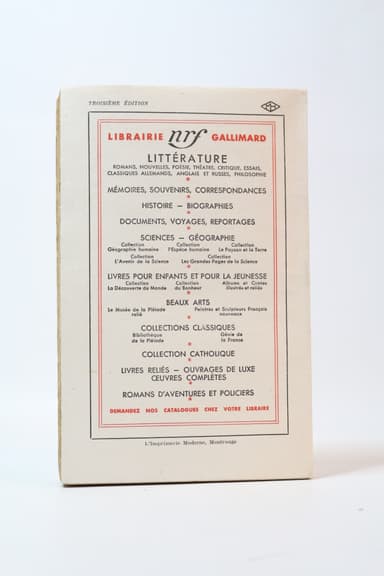 TROISIÈME ÉDITION
LIBRAIRIE nrf GALLIMARD
LITTÉRATURE
ROMANS, NOUVELLES, POÉSIE, THÉÂTRE, CRITIQUE, ESSAIS,
CLASSIQUES ALLEMANDS, ANGLAIS ET RUSSES, PHILOSOPHIE
MÉMOIRES, SOUVENIRS, CORRESPONDANCES
HISTOIRE — BIOGRAPHIES
DOCUMENTS, VOYAGES, REPORTAGES
SCIENCES — GÉOGRAPHIE
Collection Collection Collection
Géographie humaine l'Espèce humaine Le Paysan et la Terre
Collection Collection
L'Avenir de la Science Les Grandes Pages de la Science
LIVRES POUR ENFANTS ET POUR LA JEUNESSE
Collection Collection Albums et Contes
La Découverte du Monde du Bonheur illustrés et reliés
BEAUX ARTS
Le Musée de la Pléiade Peintres et Sculpteurs Français
relié nouveaux
COLLECTIONS CLASSIQUES
Bibliothèque Génie de
de la Pléiade la France
COLLECTION CATHOLIQUE
LIVRES RELIÉS — OUVRAGES DE LUXE
ŒUVRES COMPLÈTES
ROMANS D'AVENTURES ET POLICIERS
DEMANDEZ NOS CATALOGUES CHEZ VOTRE LIBRAIRE
L'Imprimerie Moderne, Montrouge